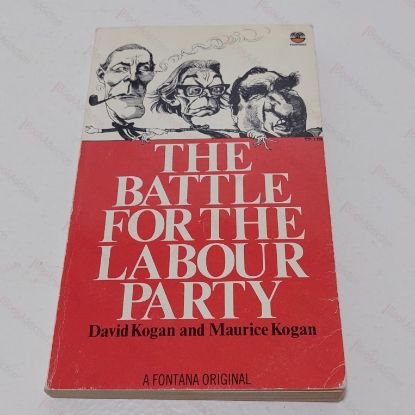 THE
BATTLE
FOR THE
LABOUR
PARTY
David Kogan and Maurice Kogan
A FONTANA ORIGINAL